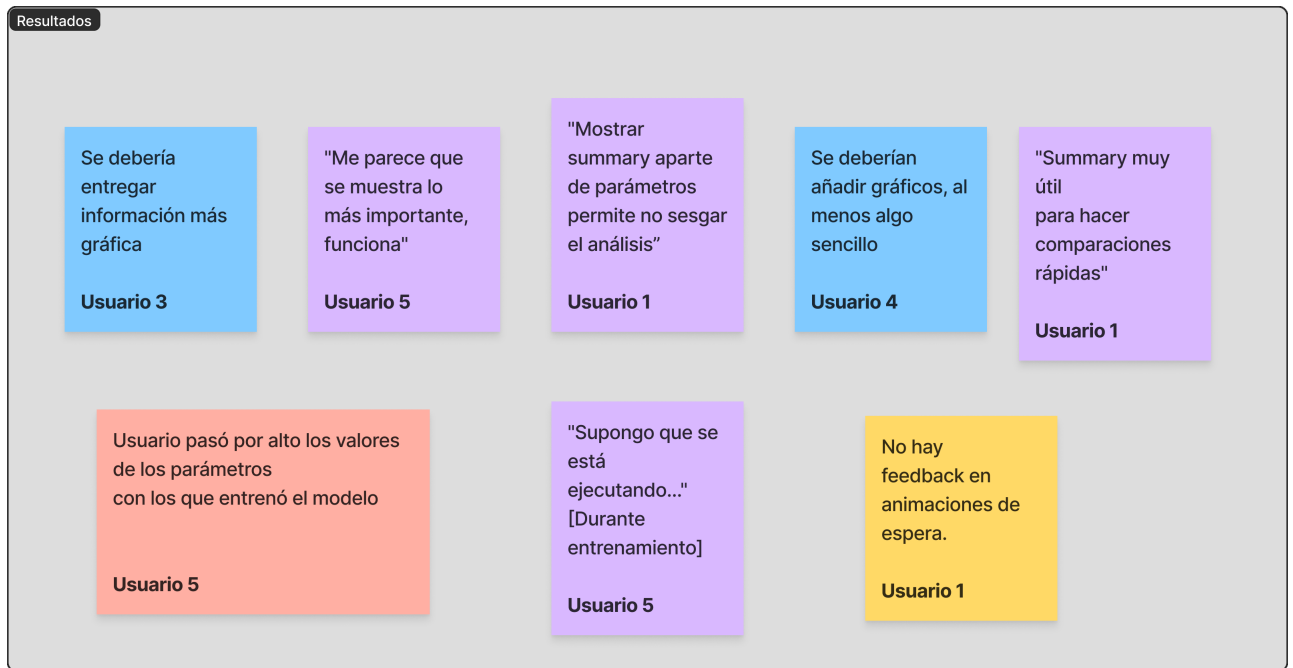 Resultados
Se debería
entregar
información más
gráfica
Usuario 3
"Me parece que
se muestra lo
más importante,
funciona"
Usuario 5
"Mostrar
summary aparte
de parámetros
permite no sesgar
el análisis”
Usuario 1
Se deberían
añadir gráficos, al
menos algo
sencillo
Usuario 4
"Summary muy
útil
para hacer
comparaciones
rápidas"
Usuario 1
Usuario pasó por alto los valores
de los parámetros
con los que entrenó el modelo
Usuario 5
"Supongo que se
está
ejecutando..."
[Durante
entrenamiento]
Usuario 5
No hay
feedback en
animaciones de
espera.
Usuario 1